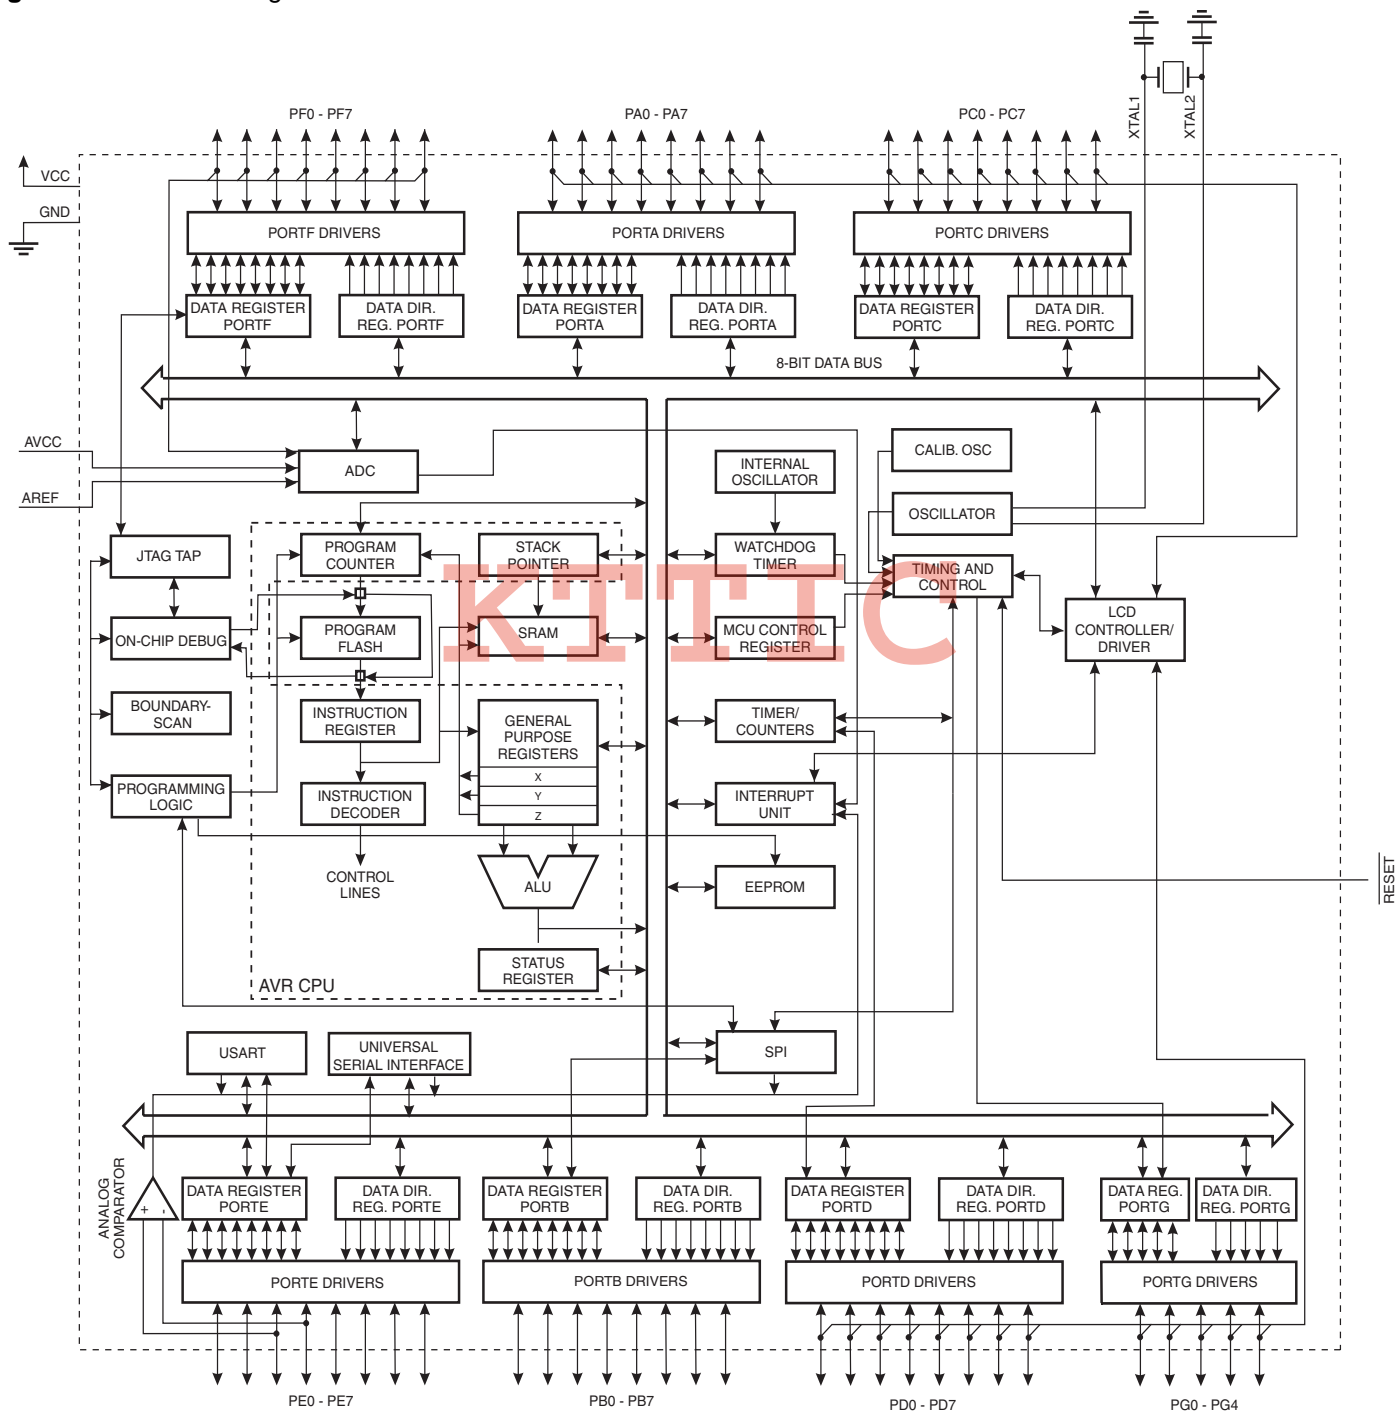 XTAL1
XTAL2
PF0 - PF7
PA0 - PA7
PC0 - PC7
VCC
GND
PORTF DRIVERS
PORTA DRIVERS
PORTC DRIVERS
DATA REGISTER
PORTF
DATA DIR.
REG. PORTF
DATA REGISTER
PORTA
DATA DIR.
REG. PORTA
DATA REGISTER
PORTC
DATA DIR.
REG. PORTC
8-BIT DATA BUS
AVCC
AREF
ADC
INTERNAL
OSCILLATOR
CALIB. OSC
OSCILLATOR
JTAG TAP
PROGRAM
COUNTER
STACK
POINTER
WATCHDOG
TIMER
TIMING AND
CONTROL
KTTIC
ON-CHIP DEBUG
PROGRAM
FLASH
SRAM
MCU CONTROL
REGISTER
LCD
CONTROLLER/
DRIVER
BOUNDARY-
SCAN
INSTRUCTION
REGISTER
GENERAL
PURPOSE
REGISTERS
X
Y
Z
TIMER/
COUNTERS
PROGRAMMING
LOGIC
INSTRUCTION
DECODER
INTERRUPT
UNIT
CONTROL
LINES
ALU
EEPROM
RESET
STATUS
REGISTER
AVR CPU
USART
UNIVERSAL
SERIAL INTERFACE
SPI
ANALOG
COMPARATOR
+ -
DATA REGISTER
PORTE
DATA DIR.
REG. PORTE
DATA REGISTER
PORTB
DATA DIR.
REG. PORTB
DATA REGISTER
PORTD
DATA DIR.
REG. PORTD
DATA REG.
PORTG
DATA DIR.
REG. PORTG
PORTE DRIVERS
PORTB DRIVERS
PORTD DRIVERS
PORTG DRIVERS
PE0 - PE7
PB0 - PB7
PD0 - PD7
PG0 - PG4